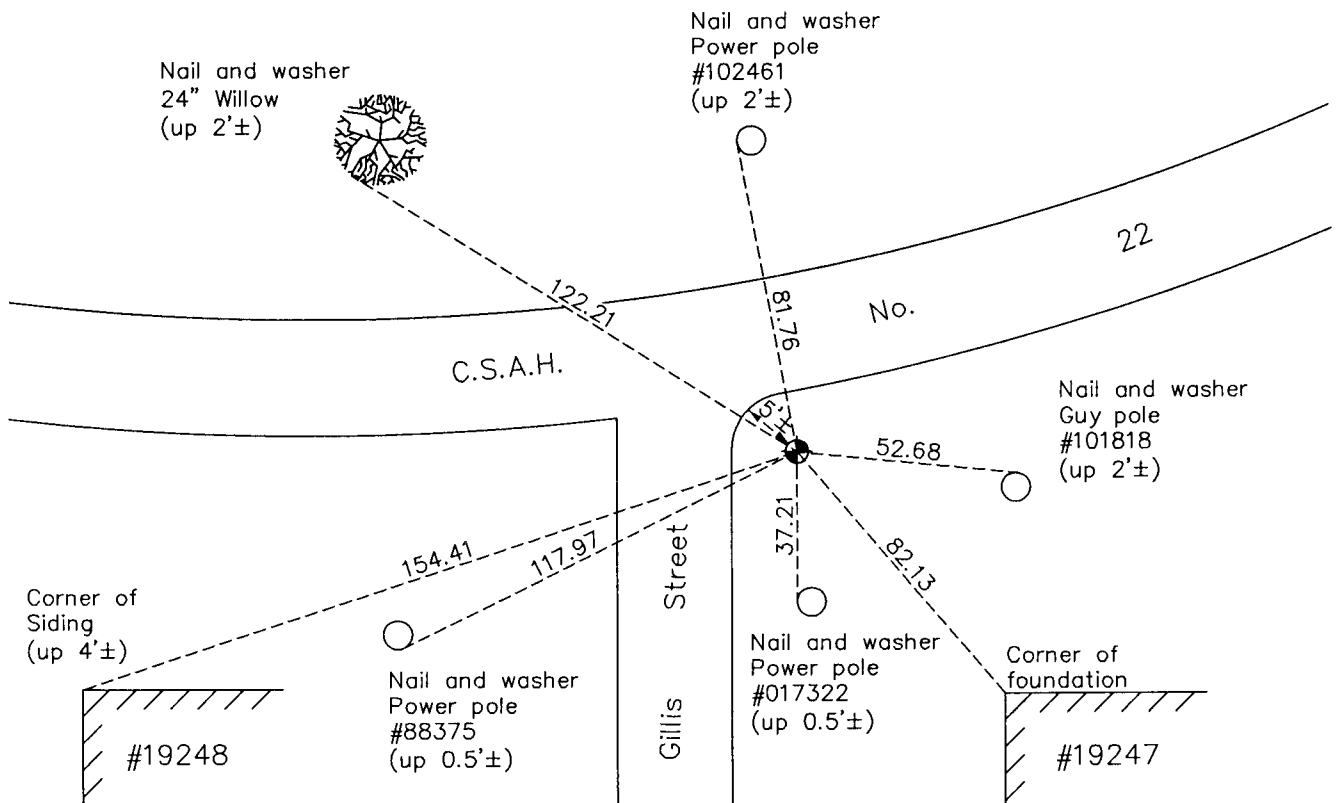 Nail and washer
Power pole
#102461
(up 2'±)
Nail and washer
24" Willow
(up 2'±)
122.21
81.76
22
No.
C.S.A.H.
5'±
Nail and washer
Guy pole
#101818
(up 2'±)
52.68
37.21
82.13
154.41
117.97
Gillis Street
Corner of
Siding
(up 4'±)
Nail and washer
Power pole
#88375
(up 0.5'±)
Nail and washer
Power pole
#017322
(up 0.5'±)
Corner of
foundation
#19248
#19247